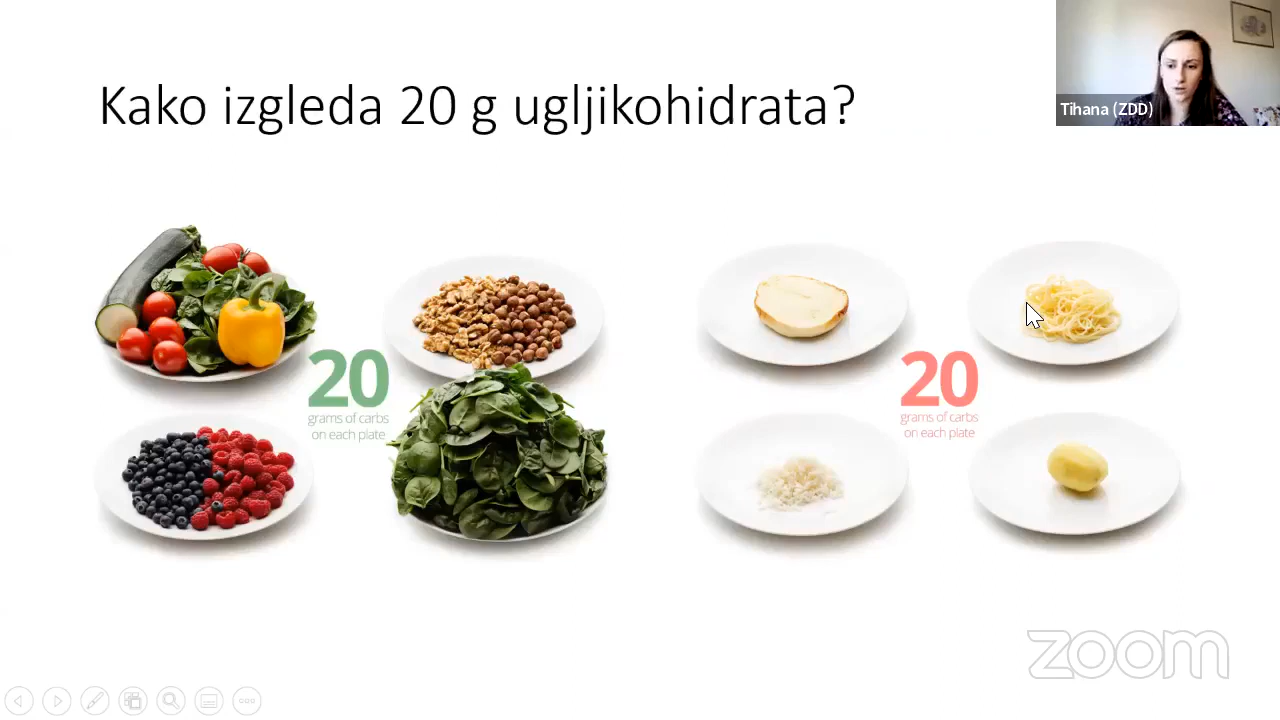 Kako izgleda 20 g ugljikohidrata?
Tihana (ZDD)
20
grams of carbs
on each plate
20
grams of carbs
on each plate
zoom